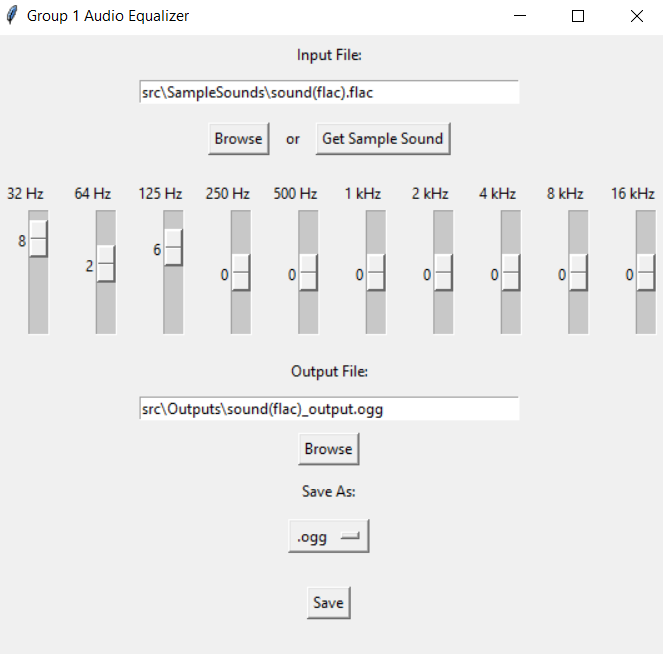 Group 1 Audio Equalizer
Input File:
src\SampleSounds\sound(flac).flac
Browse or Get Sample Sound
32 Hz 64 Hz 125 Hz 250 Hz 500 Hz 1 kHz 2 kHz 4 kHz 8 kHz 16 kHz
8 2 6 0 0 0 0 0 0 0
Output File:
src\Outputs\sound(flac)_output.ogg
Browse
Save As:
.ogg
Save